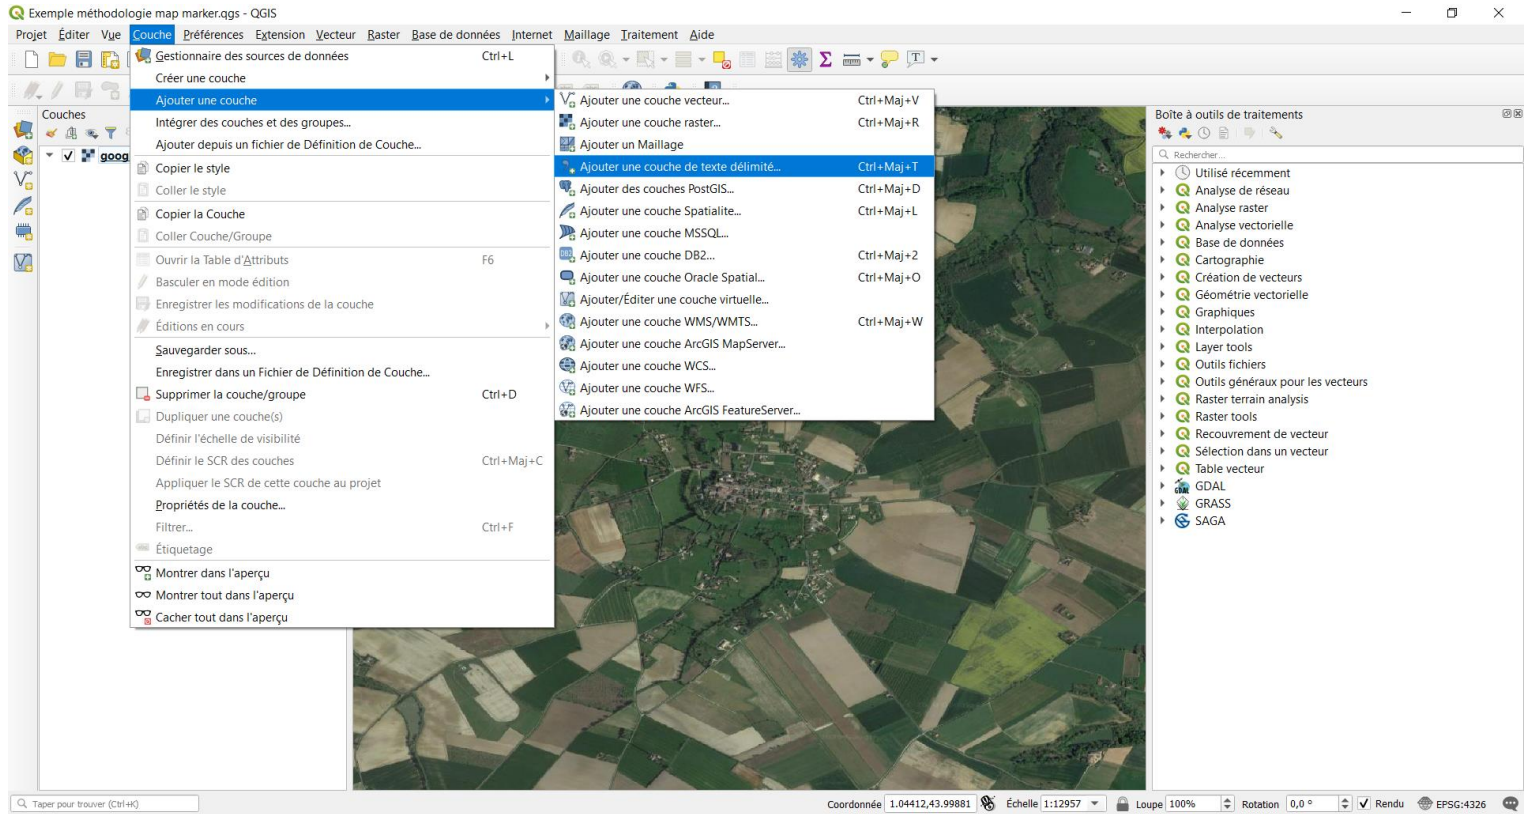 Exemple méthodologie map marker.qgs - QGIS
Projet Éditer Vue Couche Préférences Extension Vecteur Raster Base de données Internet Maillage Traitement Aide
Gestionnaire des sources de données Ctrl+L
Créer une couche
Ajouter une couche
Intégrer des couches et des groupes...
Ajouter depuis un fichier de Définition de Couche...
Copier le style
Coller le style
Copier la Couche
Coller Couche/Groupe
Ouvrir la Table d'Attributs F6
Basculer en mode édition
Enregistrer les modifications de la couche
Éditions en cours
Sauvegarder sous...
Enregistrer dans un Fichier de Définition de Couche...
Supprimer la couche/groupe Ctrl+D
Dupliquer une couche(s)
Définir l'échelle de visibilité
Définir le SCR des couches Ctrl+Maj+C
Appliquer le SCR de cette couche au projet
Propriétés de la couche...
Filtrer... Ctrl+F
Étiquetage
Montrer dans l'aperçu
Montrer tout dans l'aperçu
Cacher tout dans l'aperçu
Ajouter une couche vecteur... Ctrl+Maj+V
Ajouter une couche raster... Ctrl+Maj+R
Ajouter un Maillage
Ajouter une couche de texte délimité... Ctrl+Maj+T
Ajouter des couches PostGIS... Ctrl+Maj+D
Ajouter une couche Spatialite... Ctrl+Maj+L
Ajouter une couche MSSQL...
Ajouter une couche DB2... Ctrl+Maj+2
Ajouter une couche Oracle Spatial... Ctrl+Maj+O
Ajouter/Éditer une couche virtuelle...
Ajouter une couche WMS/WMTS... Ctrl+Maj+W
Ajouter une couche ArcGIS MapServer...
Ajouter une couche WCS...
Ajouter une couche WFS...
Ajouter une couche ArcGIS FeatureServer...
Couches
goog
Boîte à outils de traitements
Rechercher...
Utilisé récemment
Analyse de réseau
Analyse raster
Analyse vectorielle
Base de données
Cartographie
Création de vecteurs
Géométrie vectorielle
Graphiques
Interpolation
Layer tools
Outils fichiers
Outils généraux pour les vecteurs
Raster terrain analysis
Raster tools
Recouvrement de vecteur
Sélection dans un vecteur
Table vecteur
GDAL
GRASS
SAGA
Taper pour trouver (Ctrl+K) Coordonnée 1.04412,43.99881 Échelle 1:12957 Loupe 100% Rotation 0,0 ° Rendu EPSG:4326